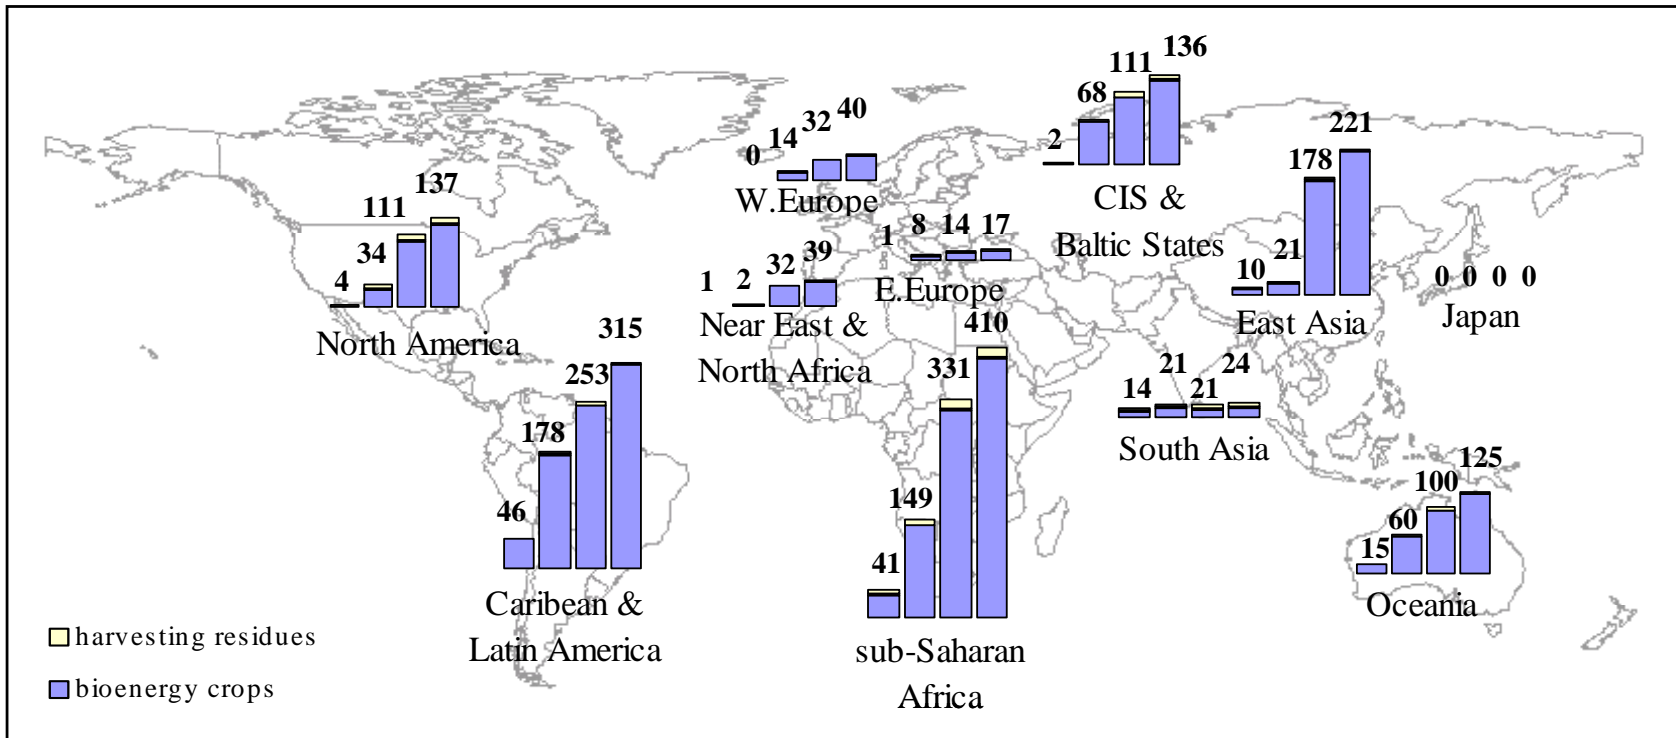 136
111
68
2
40
32
14
0
W.Europe
CIS &
Baltic States
221
178
21
10
East Asia
0 0 0 0
Japan
137
111
34
4
North America
1 8 14 17
E.Europe
39
32
2
1
Near East &
North Africa
315
253
178
46
Caribean &
Latin America
410
331
149
41
sub-Saharan
Africa
14
21
21
24
South Asia
125
100
60
15
Oceania
harvesting residues
bioenergy crops